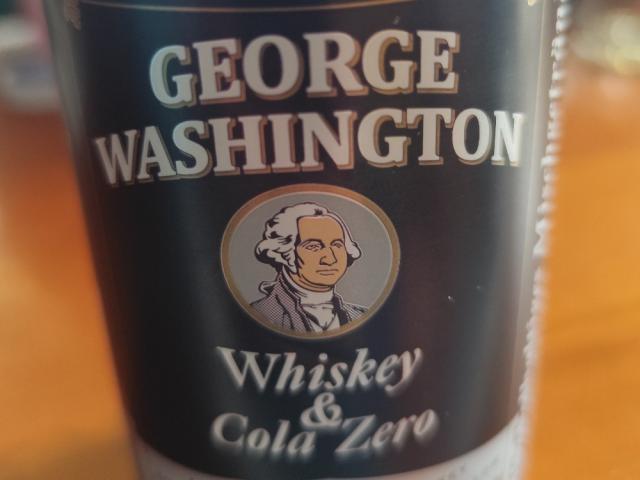 GEORGE
WASHINGTON
Whiskey
&
Cola Zero